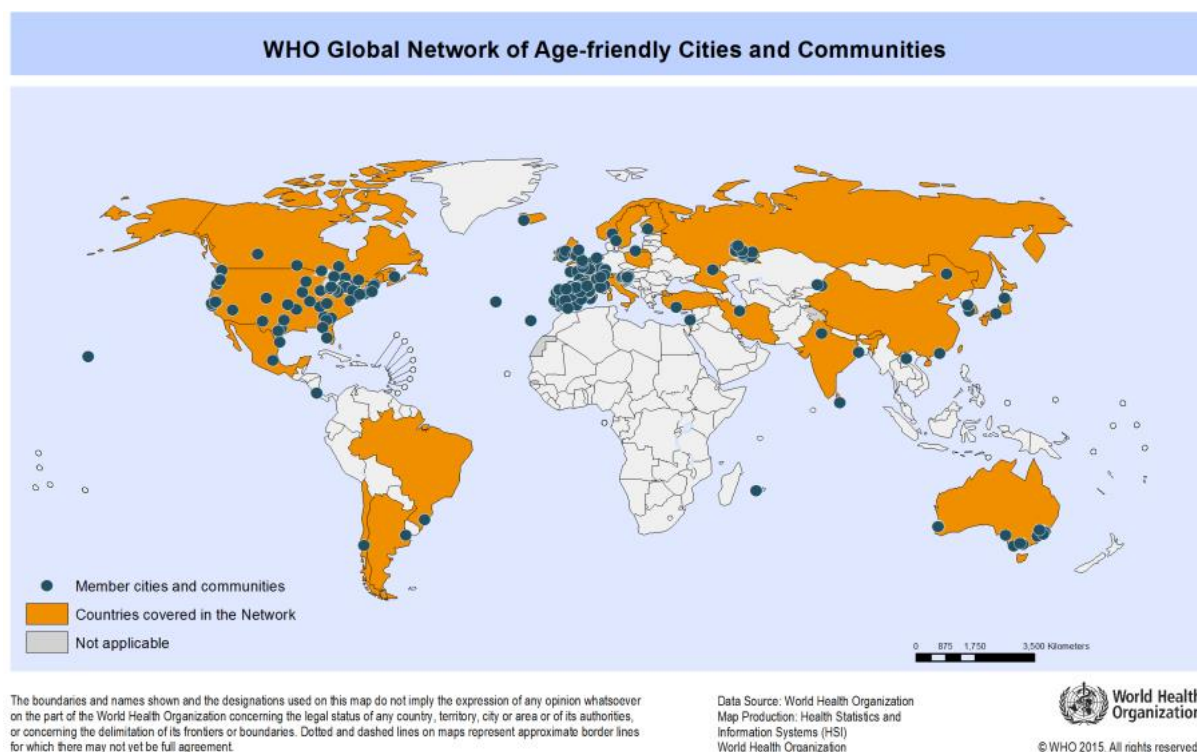 WHO Global Network of Age-friendly Cities and Communities
Member cities and communities
Countries covered in the Network
Not applicable
0 875 1,750 3,500 Kilometers
The boundaries and names shown and the designations used on this map do not imply the expression of any opinion whatsoever
on the part of the World Health Organization concerning the legal status of any country, territory, city or area or of its authorities,
or concerning the delimitation of its frontiers or boundaries. Dotted and dashed lines on maps represent approximate border lines
for which there may not yet be full agreement.
Data Source: World Health Organization
Map Production: Health Statistics and
Information Systems (HSI)
World Health Organization
World Health
Organization
© WHO 2015. All rights reserved